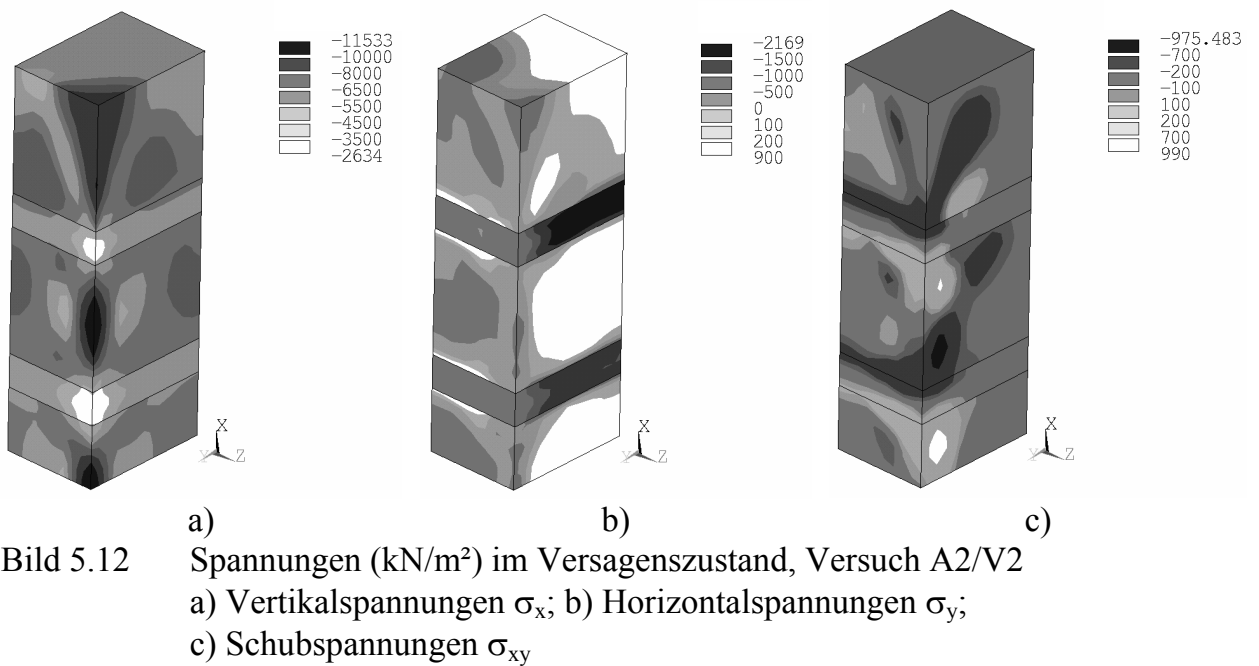 -11533
-10000
-8000
-6500
-5500
-4500
-3500
-2634
X
Y
Z
-2169
-1500
-1000
-500
0
100
200
900
X
Y
Z
-975.483
-700
-200
-100
100
200
700
990
X
Y
Z
a) b) c)
Bild 5.12 Spannungen (kN/m²) im Versagenszustand, Versuch A2/V2
a) Vertikalspannungen σx; b) Horizontalspannungen σy;
c) Schubspannungen σxy